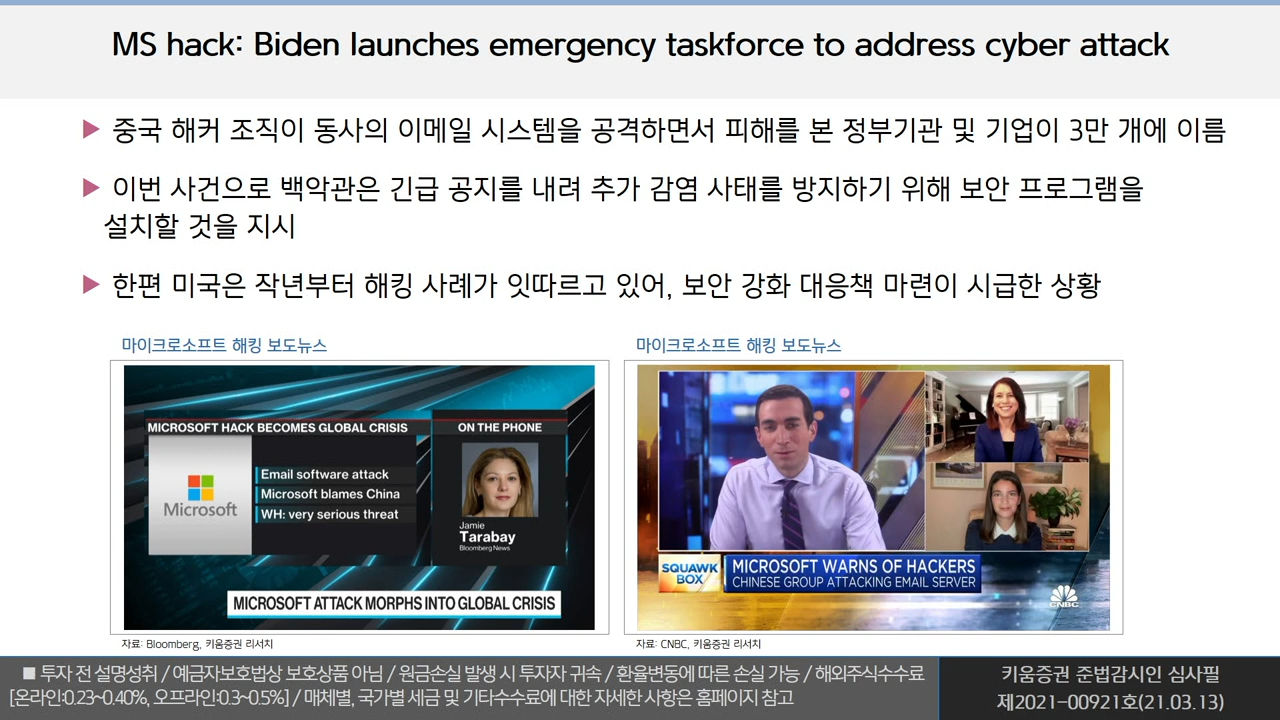 MS hack: Biden launches emergency taskforce to address cyber attack
▶ 중국 해커 조직이 동사의 이메일 시스템을 공격하면서 피해를 본 정부기관 및 기업이 3만 개에 이름
▶ 이번 사건으로 백악관은 긴급 공지를 내려 추가 감염 사태를 방지하기 위해 보안 프로그램을
설치할 것을 지시
▶ 한편 미국은 작년부터 해킹 사례가 잇따르고 있어, 보안 강화 대응책 마련이 시급한 상황
마이크로소프트 해킹 보도뉴스
MICROSOFT HACK BECOMES GLOBAL CRISIS
Microsoft
Email software attack
Microsoft blames China
WH: very serious threat
ON THE PHONE
Jamie
Tarabay
Bloomberg News
MICROSOFT ATTACK MORPHS INTO GLOBAL CRISIS
자료: Bloomberg, 키움증권 리서치
마이크로소프트 해킹 보도뉴스
SQUAWK
BOX
MICROSOFT WARNS OF HACKERS
CHINESE GROUP ATTACKING EMAIL SERVER
CNBC
자료: CNBC, 키움증권 리서치
■ 투자 전 설명성취 / 예금자보호법상 보호상품 아님 / 원금손실 발생 시 투자자 귀속 / 환율변동에 따른 손실 가능 / 해외주식수수료
[온라인:0.23~0.40%, 오프라인:0.3~0.5%] / 매체별, 국가별 세금 및 기타수수료에 대한 자세한 사항은 홈페이지 참고
키움증권 준법감시인 심사필
제2021-00921호(21.03.13)